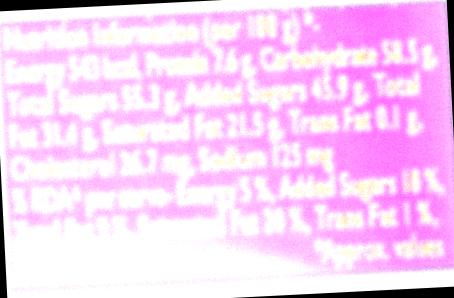 Nutrition Information (per 100 g)*-
Energy 543 kcal, Protein 7.6 g, Carbohydrate 58.5 g,
Total Sugars 55.3 g, Added Sugars 45.9 g, Total
Fat 31.4 g, Saturated Fat 21.5 g, Trans Fat 0.1 g,
Cholesterol 26.7 mg, Sodium 125 mg
% RDA^ per serve- Energy 5 %, Added Sugars 18 %,
Fat 20 %, Trans Fat 1 %,
*Approx. values